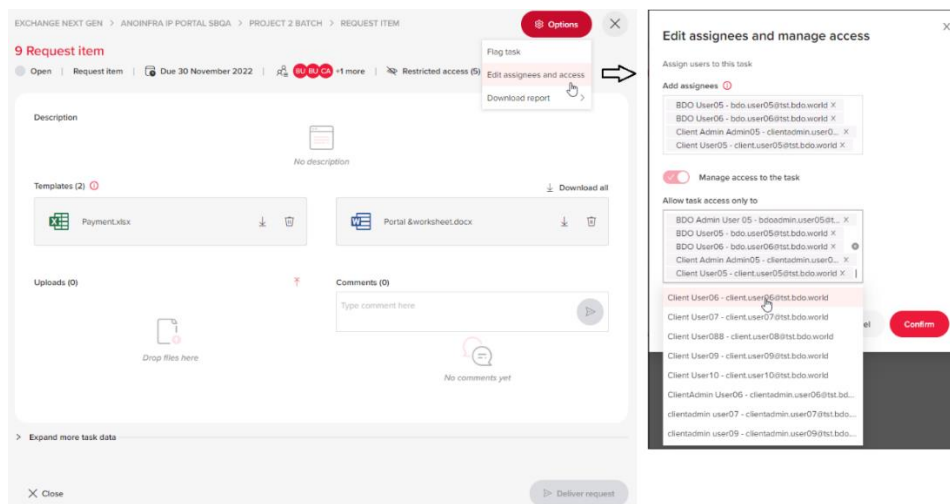 EXCHANGE NEXT GEN > ANOINFRA IP PORTAL SBQA > PROJECT 2 BATCH > REQUEST ITEM
Options
9 Request item
Open | Request item | Due 30 November 2022 | BU BU CA +1 more | Restricted access (5)
Flag task
Edit assignees and access
Download report >
Description
No description
Templates (2)
Download all
Payment.xlsx
Portal &worksheet.docx
Uploads (0)
Comments (0)
Type comment here
Drop files here
No comments yet
> Expand more task data
X Close
Deliver request
Edit assignees and manage access
Assign users to this task
Add assignees
BDO User05 - bdo.user05@tst.bdo.world X
BDO User06 - bdo.user06@tst.bdo.world X
Client Admin Admin05 - clientadmin.user0... X
Client User05 - client.user05@tst.bdo.world X
Manage access to the task
Allow task access only to
BDO Admin User 05 - bdoadmin.user05@t... X
BDO User05 - bdo.user05@tst.bdo.world X
BDO User06 - bdo.user06@tst.bdo.world X
Client Admin Admin05 - clientadmin.user0... X
Client User05 - client.user05@tst.bdo.world X
Client User06 - client.user06@tst.bdo.world
Client User07 - client.user07@tst.bdo.world
Client User088 - client.user08@tst.bdo.world
Client User09 - client.user09@tst.bdo.world
Client User10 - client.user10@tst.bdo.world
ClientAdmin User06 - clientadmin.user06@tst.bd...
clientadmin user07 - clientadmin.user07@tst.bdo...
clientadmin user09 - clientadmin.user09@tst.bdo...
el
Confirm